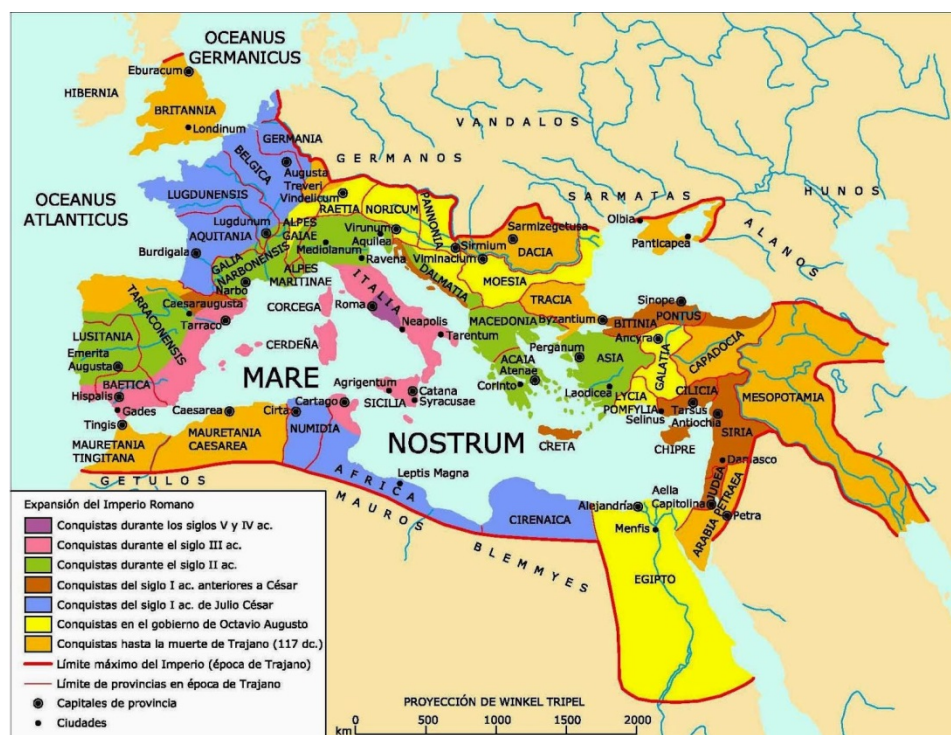 OCEANUS
GERMANICUS
Eburacum
HIBERNIA
BRITANNIA
Londinum
VANDALOS
GERMANIA
BELGICA
GERMANOS
Augusta
Treveri
Vindelicum
OCEANUS
ATLANTICUS
LUGDUNENSIS
RAETIA
NORICUM
PANNONIA
SARMATAS
HUNOS
Olbia
ALANOS
Panticapea
Lugdunum
AQUITANIA
ALPES
GAIAE
Virunum
Aquilea
Sarmizegetusa
DACIA
Burdigala
GALIA
NARBONENSIS
Mediolanum
Ravena
Sirmium
Viminacium
Narbo
ALPES
MARITINAE
DALMATIA
MOESIA
Caesaraugusta
TARRACONENSIS
Tarraco
CORCEGA
ITALIA
Roma
TRACIA
Sinope
PONTUS
LUSITANIA
Neapolis
MACEDONIA
Byzantium
BITINIA
Ancyra
CAPADOCIA
CERDEÑA
Tarentum
Perganum
ASIA
GALATIA
Emerita
Augusta
MARE
ACAIA
Atenae
MESOPOTAMIA
BAETICA
Hispalis
Agrigentum
Catana
Corinto
Laodicea
LYCIA
CILICIA
Gades
Caesarea
Cirta
Cartago
SICILIA
Syracusae
POMFYLIA
Selinus
Tarsus
Antiochia
Tingis
NUMIDIA
NOSTRUM
SIRIA
MAURETANIA
TINGITANA
MAURETANIA
CAESAREA
CRETA
CHIPRE
Damasco
GETULOS
AFRICA
Leptis Magna
JUDEA
MAUROS
CIRENAICA
Alejandría
Aella
Capitolina
Petra
ARABIA PETRAEA
Menfis
BLEMMYES
EGIPTO
Expansión del Imperio Romano
Conquistas durante los siglos V y IV ac.
Conquistas durante el siglo III ac.
Conquistas durante el siglo II ac.
Conquistas del siglo I ac. anteriores a César
Conquistas del siglo I ac. de Julio César
Conquistas en el gobierno de Octavio Augusto
Conquistas hasta la muerte de Trajano (117 dc.)
Límite máximo del Imperio (época de Trajano)
Límite de provincias en época de Trajano
Capitales de provincia
Ciudades
PROYECCIÓN DE WINKEL TRIPEL
km 500 1000 1500 2000